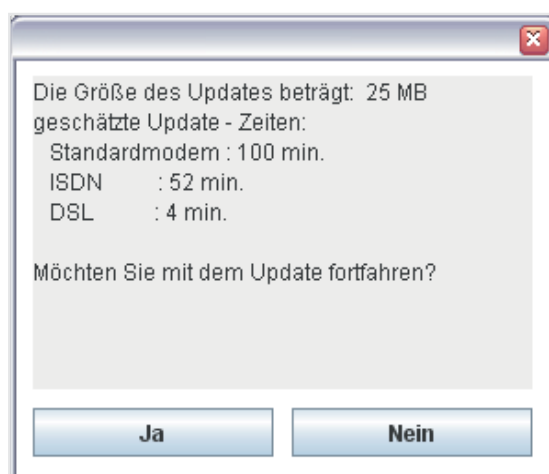 Die Größe des Updates beträgt: 25 MB
geschätzte Update - Zeiten:
Standardmodem : 100 min.
ISDN : 52 min.
DSL : 4 min.
Möchten Sie mit dem Update fortfahren?
Ja Nein